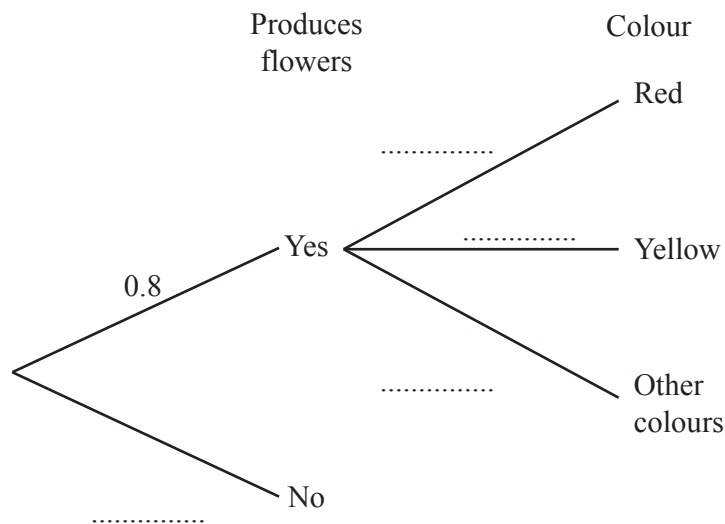 Produces
flowers
Colour
Red
..................
..................
Yes
Yellow
0.8
..................
Other
colours
No
..................